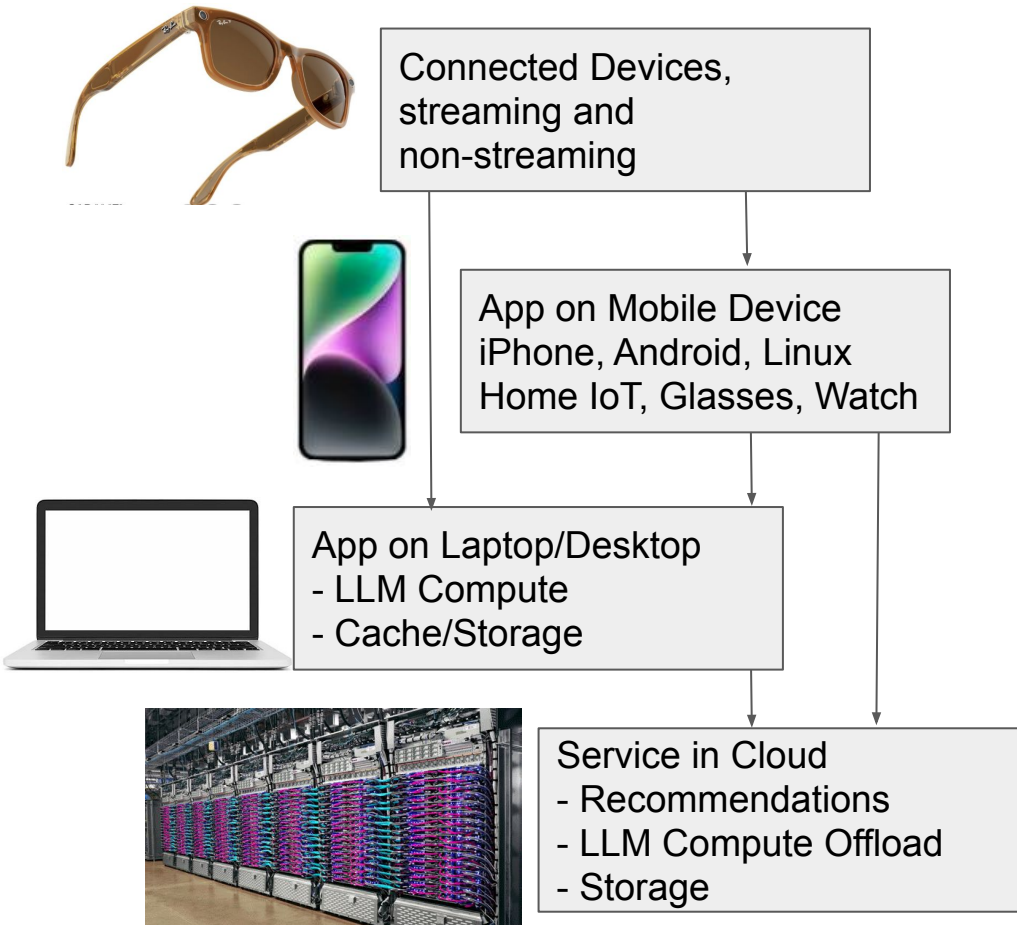 Connected Devices,
streaming and
non-streaming
App on Mobile Device
iPhone, Android, Linux
Home IoT, Glasses, Watch
App on Laptop/Desktop
- LLM Compute
- Cache/Storage
Service in Cloud
- Recommendations
- LLM Compute Offload
- Storage